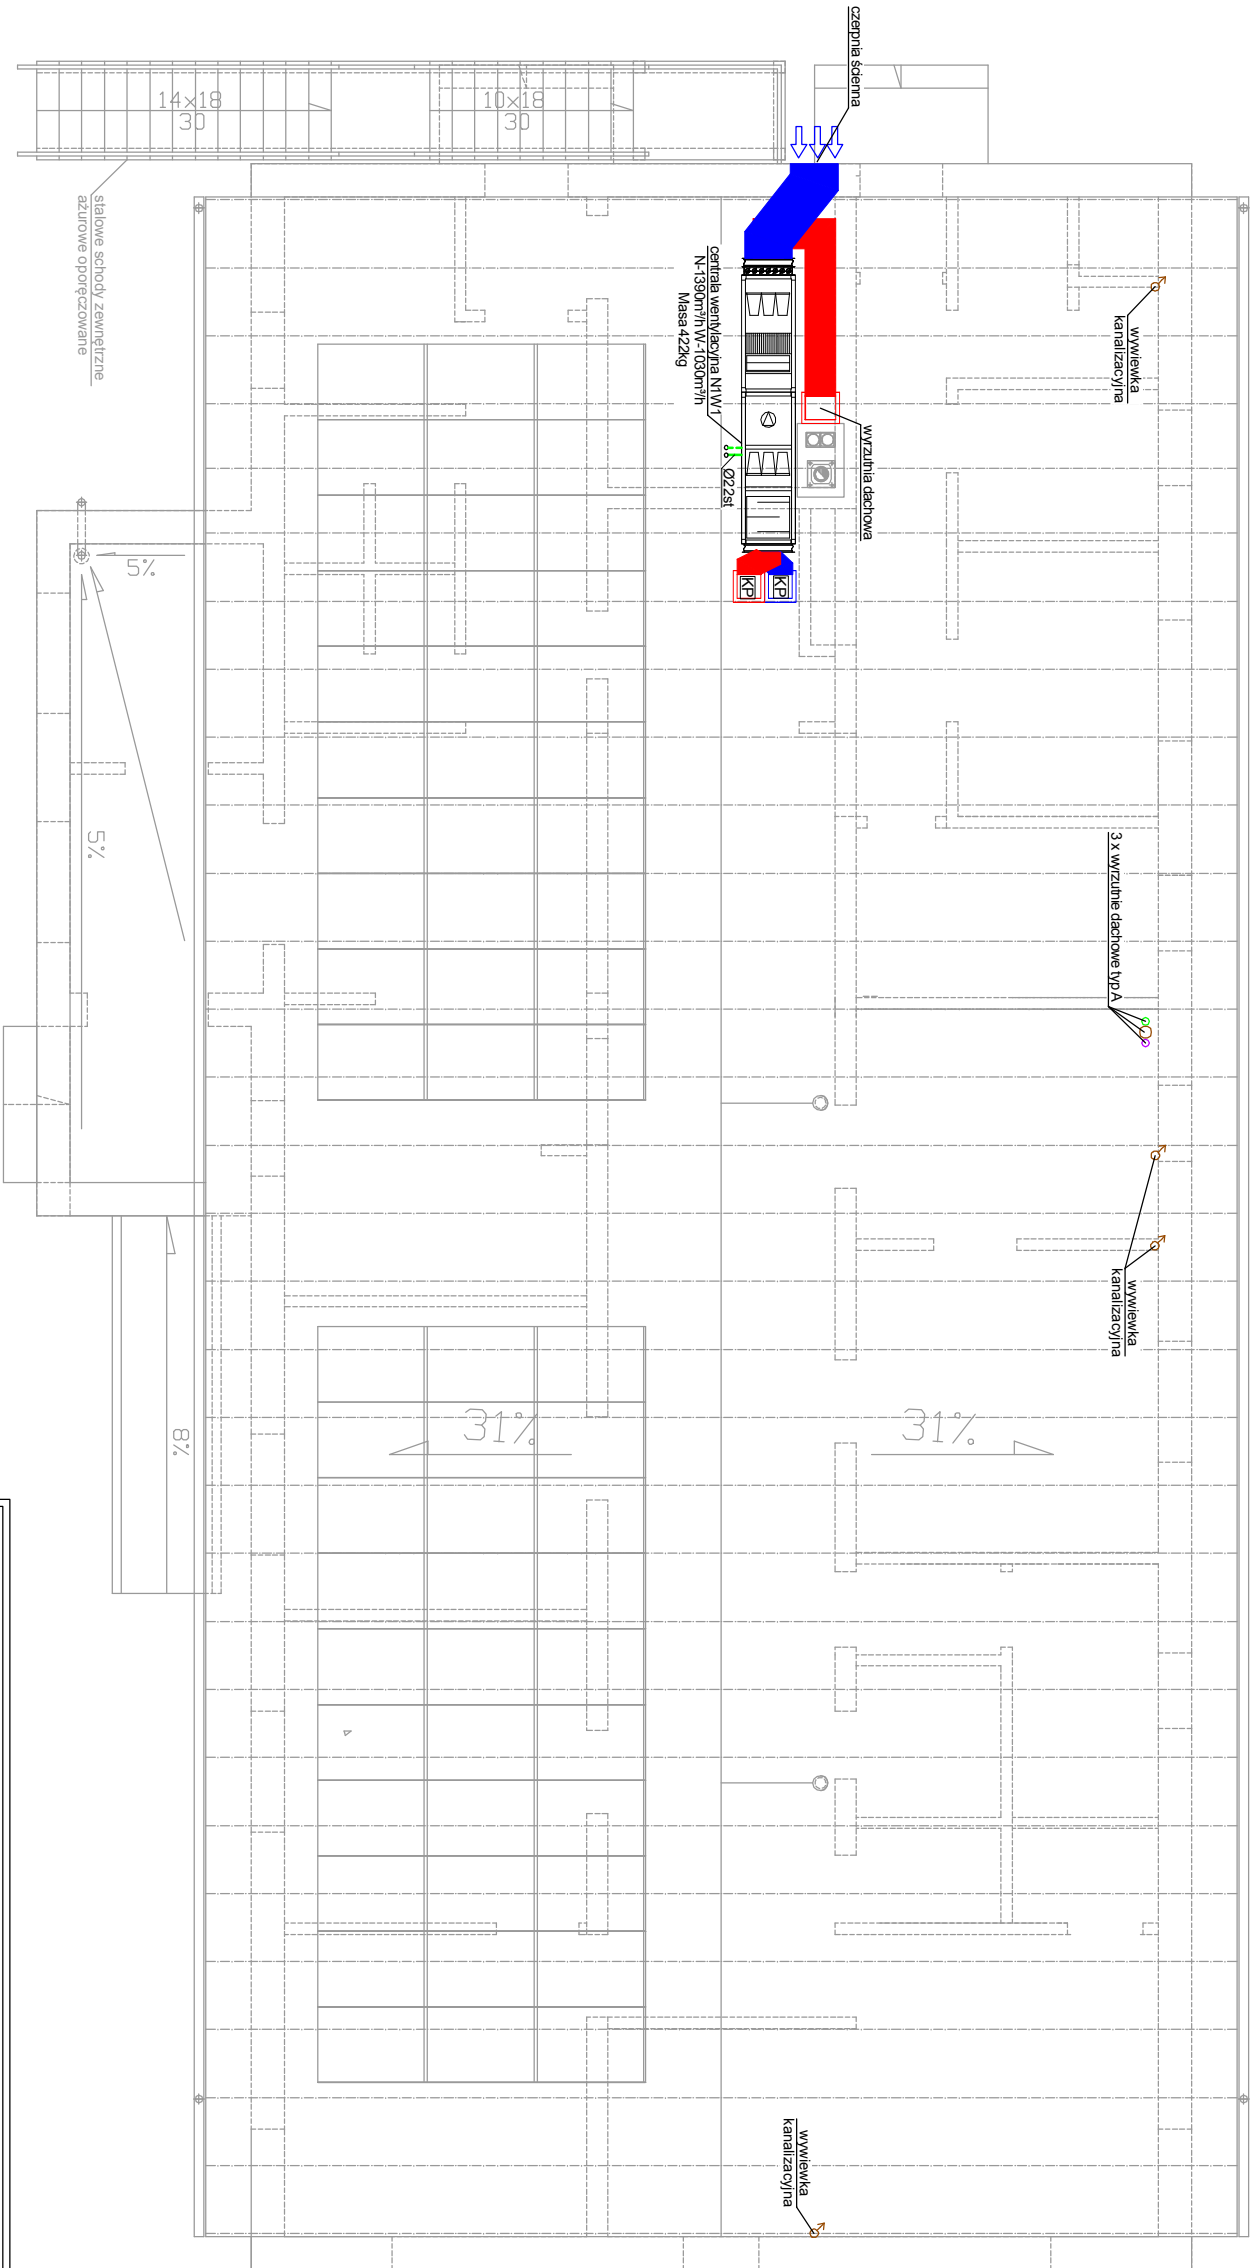 czerpnia ścienna
14x18
30
10x18
30
stalowe schody zewnętrzne
ażurowe oporęczowane
centrala wentylacyjna N1W1
N-1390m³/h W-1030m³/h
Masa 422kg
Ø22st
wyrzutnia dachowa
KP
KP
wywiewka
kanalizacyjna
3 x wyrzutnie dachowe typ A
wywiewka
kanalizacyjna
5%
5%
8%
31%
31%
wywiewka
kanalizacyjna